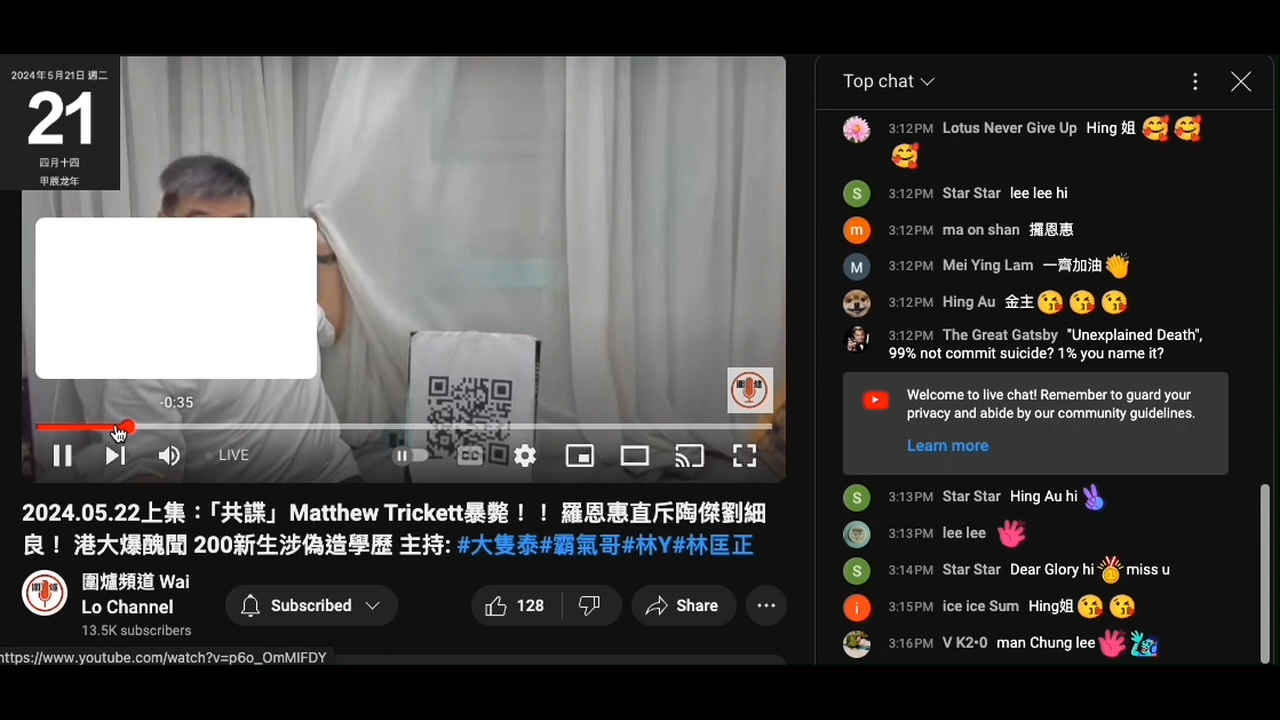 2024年5月21日 週二
21
四月十四
甲辰龙年
-0:35
LIVE
CC
2024.05.22上集：「共諜」Matthew Trickett暴斃！！ 羅恩惠直斥陶傑劉細
良！ 港大爆醜聞 200新生涉偽造學歷 主持: #大隻泰#霸氣哥#林Y#林匡正
圍爐頻道 Wai
Lo Channel
13.5K subscribers
Subscribed
128
Share
https://www.youtube.com/watch?v=p6o_OmMIFDY
Top chat
3:12PM Lotus Never Give Up Hing 姐 🥰 🥰
🥰
S 3:12PM Star Star lee lee hi
m 3:12PM ma on shan 羅恩惠
M 3:12PM Mei Ying Lam 一齊加油👏
3:12PM Hing Au 金主😘 😘 😘
3:12PM The Great Gatsby "Unexplained Death",
99% not commit suicide? 1% you name it?
Welcome to live chat! Remember to guard your
privacy and abide by our community guidelines.
Learn more
S 3:13PM Star Star Hing Au hi
3:13PM lee lee
S 3:14PM Star Star Dear Glory hi miss u
i 3:15PM ice ice Sum Hing姐😘 😘
3:16PM V K2•0 man Chung lee